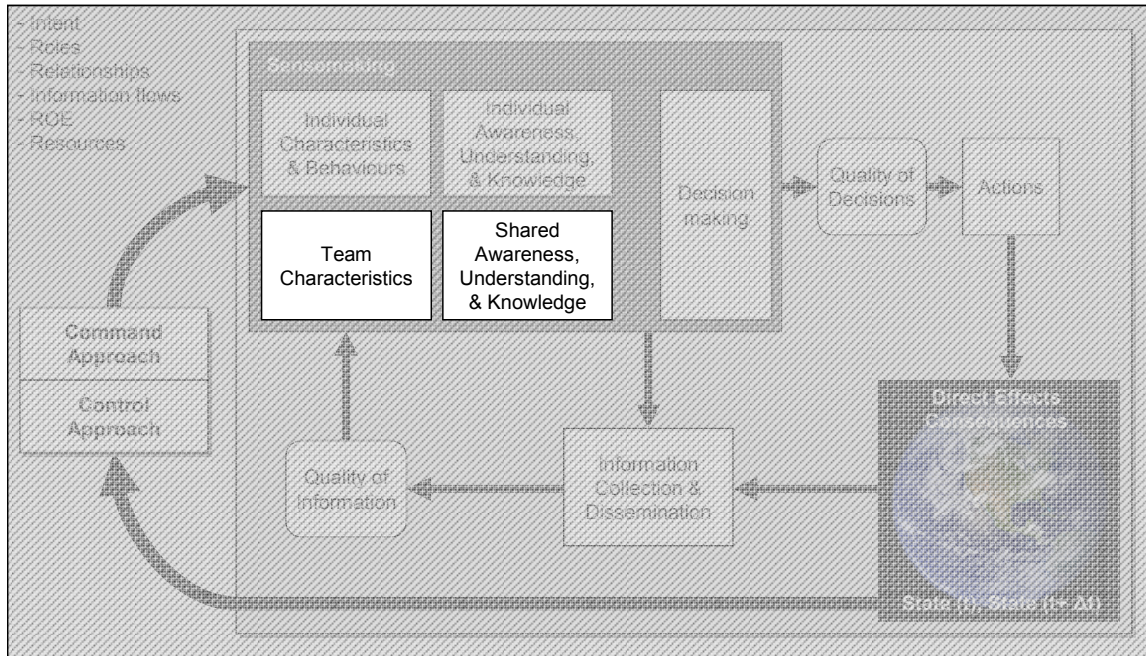 - Intent
- Roles
- Relationships
- Information flows
- ROE
- Resources
Sensemaking
Individual
Characteristics
& Behaviours
Individual
Awareness,
Understanding,
& Knowledge
Team
Characteristics
Shared
Awareness,
Understanding,
& Knowledge
Decision
making
Quality of
Decisions
Actions
Command
Approach
Control
Approach
Quality of
Information
Information
Collection &
Dissemination
Direct Effects
Consequences
State (t), State (t+ Δt)